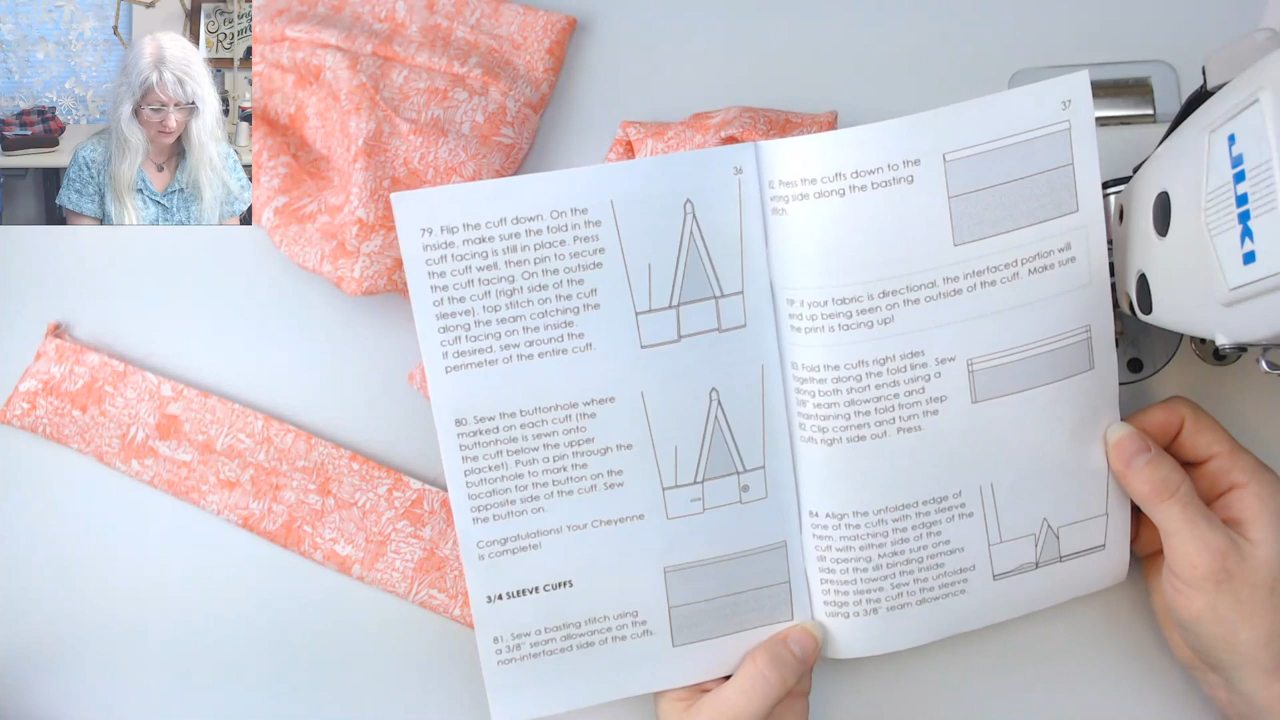 Sewing
Room
36
79. Flip the cuff down. On the
inside, make sure the fold in the
cuff facing is still in place. Press
the cuff well, then pin to secure
the cuff facing. On the outside
of the cuff (right side of the
sleeve), top stitch on the cuff
along the seam catching the
cuff facing on the inside.
If desired, sew around the
perimeter of the entire cuff.
80. Sew the buttonhole where
marked on each cuff (the
buttonhole is sewn onto
the cuff below the upper
placket). Push a pin through the
buttonhole to mark the
location for the button on the
opposite side of the cuff. Sew
the button on.
Congratulations! Your Cheyenne
is complete!
3/4 SLEEVE CUFFS
81. Sew a basting stitch using
a 3/8" seam allowance on the
non-interfaced side of the cuffs.
37
82. Press the cuffs down to the
wrong side along the basting
stitch.
TIP: if your fabric is directional, the interfaced portion will
end up being seen on the outside of the cuff. Make sure
the print is facing up!
83. Fold the cuffs right sides
together along the fold line. Sew
along both short ends using a
3/8" seam allowance and
maintaining the fold from step
82. Clip corners and turn the
cuffs right side out. Press.
84. Align the unfolded edge of
one of the cuffs with the sleeve
hem, matching the edges of the
cuff with either side of the
slit opening. Make sure one
side of the slit binding remains
pressed toward the inside
of the sleeve. Sew the unfolded
edge of the cuff to the sleeve
using a 3/8" seam allowance.
JUKI